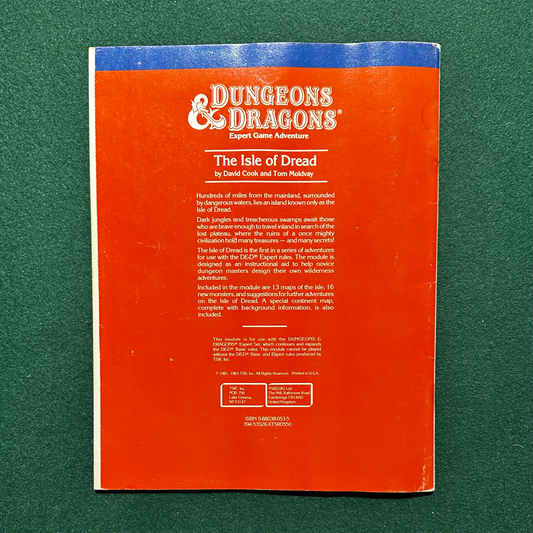 DUNGEONS
& DRAGONS®
Expert Game Adventure
The Isle of Dread
by David Cook and Tom Moldvay
Hundreds of miles from the mainland, surrounded
by dangerous waters, lies an island known only as the
Isle of Dread.
Dark jungles and treacherous swamps await those
who are brave enough to travel inland in search of the
lost plateau, where the ruins of a once mighty
civilization hold many treasures — and many secrets!
The Isle of Dread is the first in a series of adventures
for use with the D&D® Expert rules. The module is
designed as an instructional aid to help novice
dungeon masters design their own wilderness
adventures.
Included in the module are 13 maps of the isle, 16
new monsters, and suggestions for further adventures
on the Isle of Dread. A special continent map,
complete with background information, is also
included.
This module is for use with the DUNGEONS &
DRAGONS® Expert Set, which continues and expands
the D&D® Basic rules. This module cannot be played
without the D&D® Basic and Expert rules produced by
TSR, Inc.
© 1981, 1983 TSR, Inc. All Rights Reserved. Printed in U.S.A.
TSR, Inc.
POB 756
Lake Geneva,
WI 53147
TSR(UK) Ltd.
The Mill, Rathmore Road
Cambridge CB14AD
United Kingdom
ISBN 0-88038-053-5
394-53526-XTSR0550